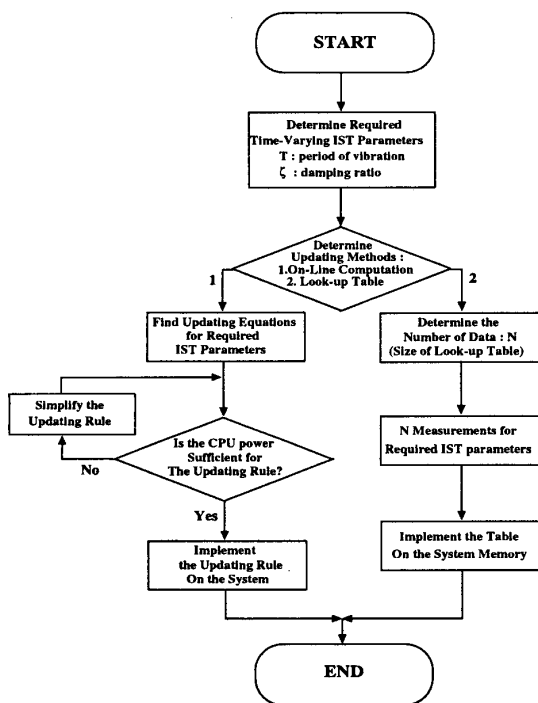 START
Determine Required
Time-Varying IST Parameters
T : period of vibration
ζ : damping ratio
Determine
Updating Methods :
1.On-Line Computation
2. Look-up Table
1
2
Find Updating Equations
for Required
IST Parameters
Determine the
Number of Data : N
(Size of Look-up Table)
Simplify the
Updating Rule
Is the CPU power
Sufficient for
The Updating Rule?
No
Yes
N Measurements for
Required IST parameters
Implement
the Updating Rule
On the System
Implement the Table
On the System Memory
END